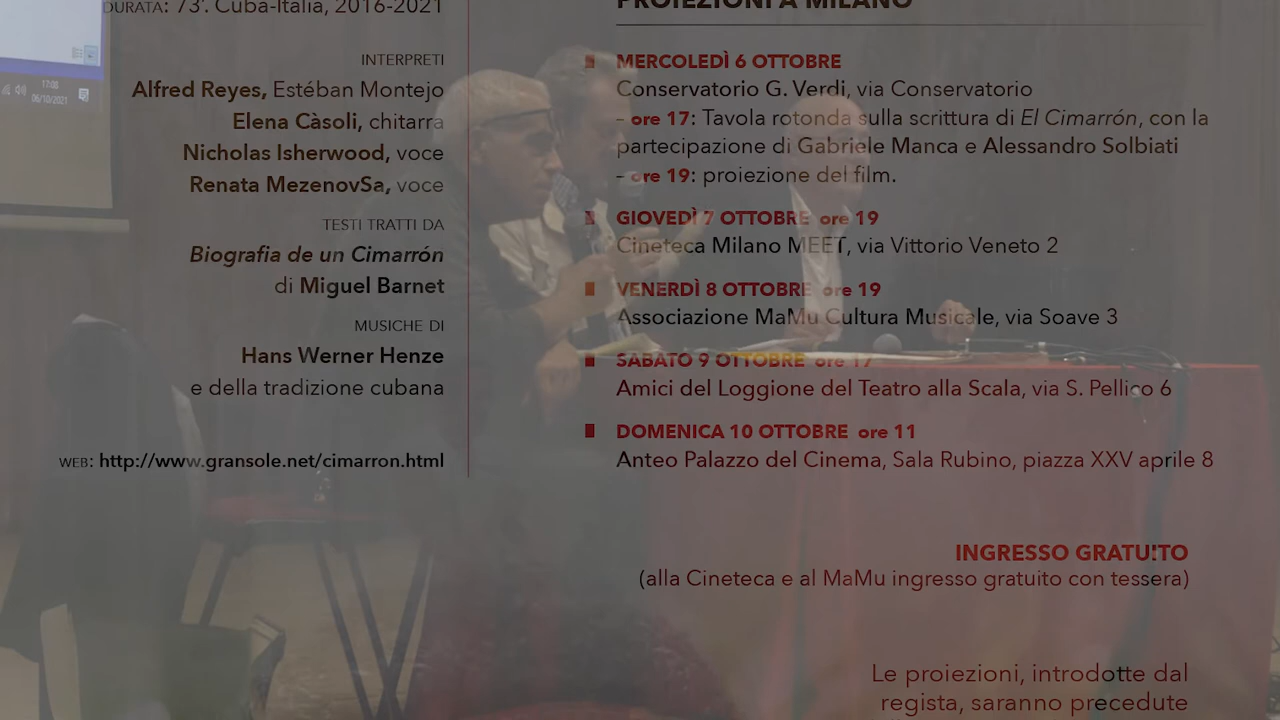 DURATA: 73'. Cuba-Italia, 2016-2021
INTERPRETI
Alfred Reyes, Estéban Montejo
Elena Càsoli, chitarra
Nicholas Isherwood, voce
Renata MezenovSa, voce
TESTI TRATTI DA
Biografia de un Cimarrón
di Miguel Barnet
MUSICHE DI
Hans Werner Henze
e della tradizione cubana
WEB: http://www.gransole.net/cimarron.html
PROIEZIONI A MILANO
MERCOLEDÌ 6 OTTOBRE
Conservatorio G. Verdi, via Conservatorio
– ore 17: Tavola rotonda sulla scrittura di El Cimarrón, con la
partecipazione di Gabriele Manca e Alessandro Solbiati
– ore 19: proiezione del film.
GIOVEDÌ 7 OTTOBRE ore 19
Cineteca Milano MEET, via Vittorio Veneto 2
VENERDÌ 8 OTTOBRE ore 19
Associazione MaMu Cultura Musicale, via Soave 3
SABATO 9 OTTOBRE ore 17
Amici del Loggione del Teatro alla Scala, via S. Pellico 6
DOMENICA 10 OTTOBRE ore 11
Anteo Palazzo del Cinema, Sala Rubino, piazza XXV aprile 8
INGRESSO GRATUITO
(alla Cineteca e al MaMu ingresso gratuito con tessera)
Le proiezioni, introdotte dal
regista, saranno precedute
17:00
06/10/2021